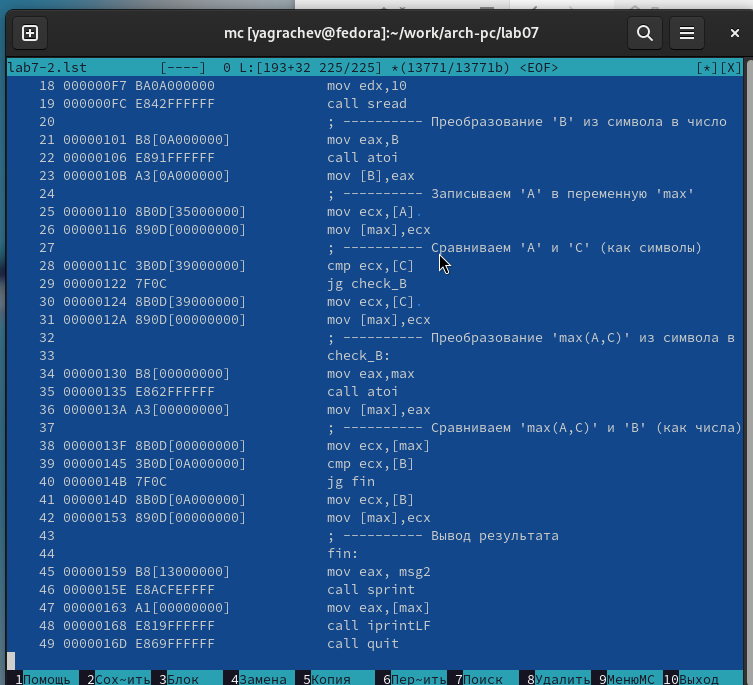 mc [yagrachev@fedora]:~/work/arch-pc/lab07
lab7-2.lst [----] 0 L:[193+32 225/225] *(13771/13771b) <EOF> [*][X]
18 000000F7 BA0A000000 mov edx,10
19 000000FC E842FFFFFF call sread
20 ; ---------- Преобразование 'B' из символа в число
21 00000101 B8[0A000000] mov eax,B
22 00000106 E891FFFFFF call atoi
23 0000010B A3[0A000000] mov [B],eax
24 ; ---------- Записываем 'A' в переменную 'max'
25 00000110 8B0D[35000000] mov ecx,[A].
26 00000116 890D[00000000] mov [max],ecx
27 ; ---------- Сравниваем 'A' и 'C' (как символы)
28 0000011C 3B0D[39000000] cmp ecx,[C]
29 00000122 7F0C jg check_B
30 00000124 8B0D[39000000] mov ecx,[C].
31 0000012A 890D[00000000] mov [max],ecx
32 ; ---------- Преобразование 'max(A,C)' из символа в
33 check_B:
34 00000130 B8[00000000] mov eax,max
35 00000135 E862FFFFFF call atoi
36 0000013A A3[00000000] mov [max],eax
37 ; ---------- Сравниваем 'max(A,C)' и 'B' (как числа)
38 0000013F 8B0D[00000000] mov ecx,[max]
39 00000145 3B0D[0A000000] cmp ecx,[B]
40 0000014B 7F0C jg fin
41 0000014D 8B0D[0A000000] mov ecx,[B]
42 00000153 890D[00000000] mov [max],ecx
43 ; ---------- Вывод результата
44 fin:
45 00000159 B8[13000000] mov eax, msg2
46 0000015E E8ACFEFFFF call sprint
47 00000163 A1[00000000] mov eax,[max]
48 00000168 E819FFFFFF call iprintLF
49 0000016D E869FFFFFF call quit
1Помощь 2Сох~ить 3Блок 4Замена 5Копия 6Пер~ить 7Поиск 8Удалить 9МенюМС 10Выход